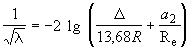 1/√λ = −2 lg (Δ/13,68R + a₂/Rₑ)